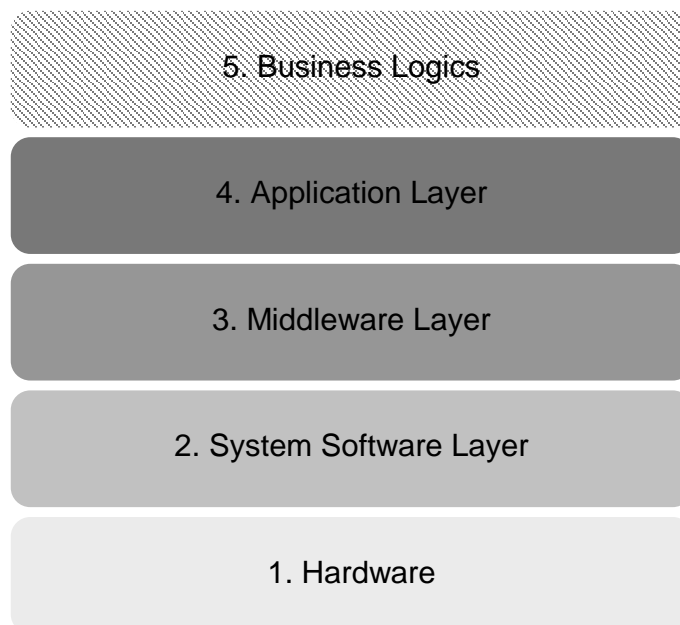 5. Business Logics
4. Application Layer
3. Middleware Layer
2. System Software Layer
1. Hardware